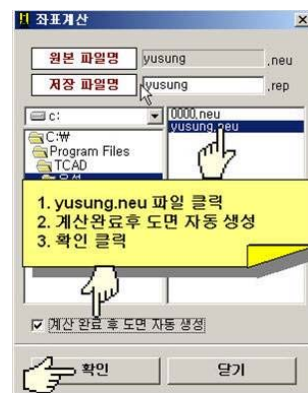 좌표계산
원본 파일명 yusung .neu
저장 파일명 yusung .rep
c:
C:₩
Program Files
TCAD
0000.neu
yusung.neu
1. yusung.neu 파일 클릭
2. 계산완료후 도면 자동 생성
3. 확인 클릭
계산 완료 후 도면 자동 생성
확인 닫기